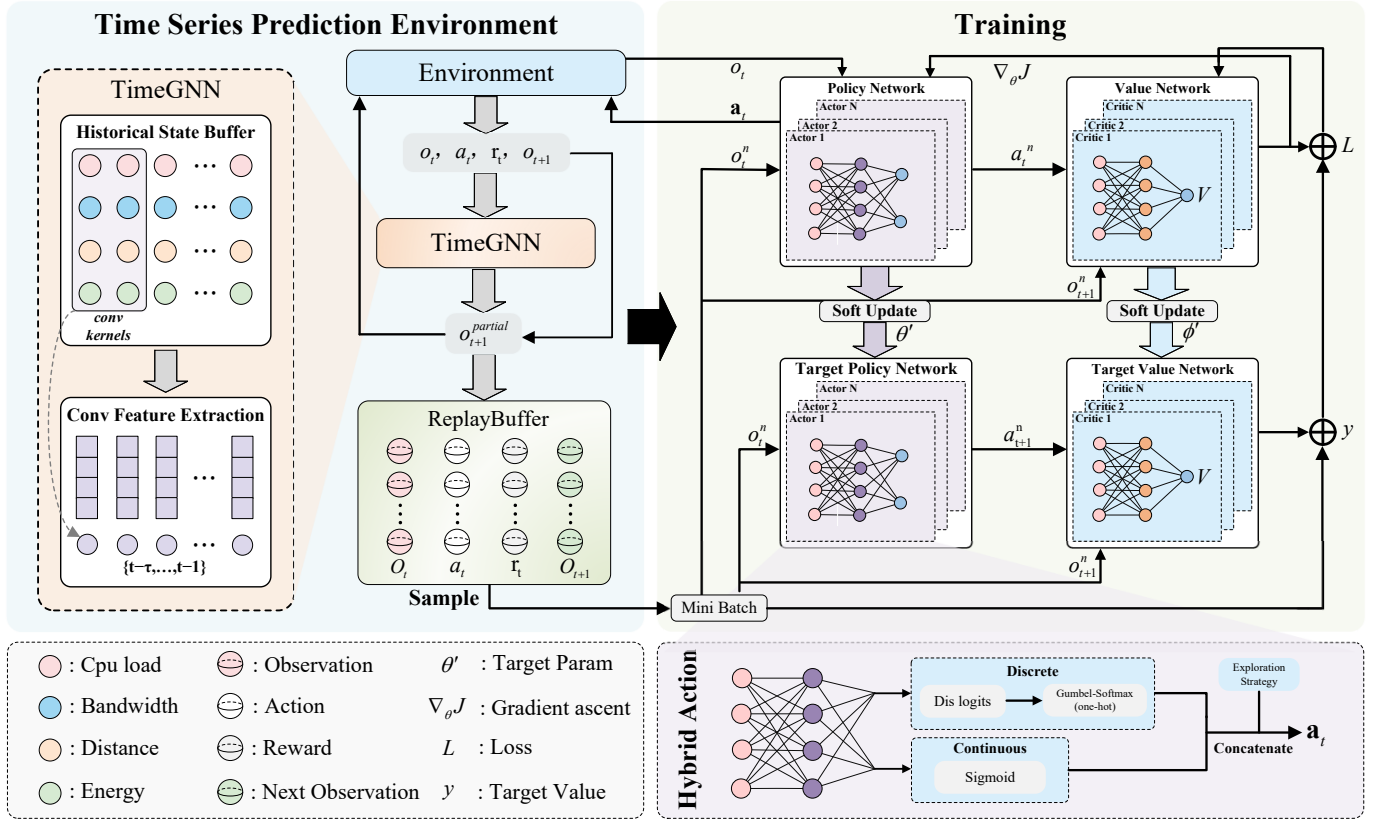 Time Series Prediction Environment
TimeGNN
Historical State Buffer
...
...
...
...
conv
kernels
Conv Feature Extraction
...
...
{t−τ,...,t−1}
Environment
o_t, a_t, r_t, o_{t+1}
TimeGNN
o_{t+1}^{partial}
ReplayBuffer
O_t a_t r_t O_{t+1}
Sample
Training
o_t
a_t
∇_θ J
Policy Network
Actor N
Actor 2
Actor 1
o_t^n
a_t^n
Value Network
Critic N
Critic 2
Critic 1
V
L
o_{t+1}^n
Soft Update
θ′
Soft Update
ϕ′
Target Policy Network
Actor N
Actor 2
Actor 1
o_t^n
a_{t+1}^n
Target Value Network
Critic N
Critic 2
Critic 1
V
y
o_{t+1}^n
Mini Batch
: Cpu load
: Bandwidth
: Distance
: Energy
: Observation
: Action
: Reward
: Next Observation
θ′ : Target Param
∇_θ J : Gradient ascent
L : Loss
y : Target Value
Hybrid Action
Discrete
Dis logits
Gumbel-Softmax
(one-hot)
Continuous
Sigmoid
Exploration
Strategy
Concatenate
a_t